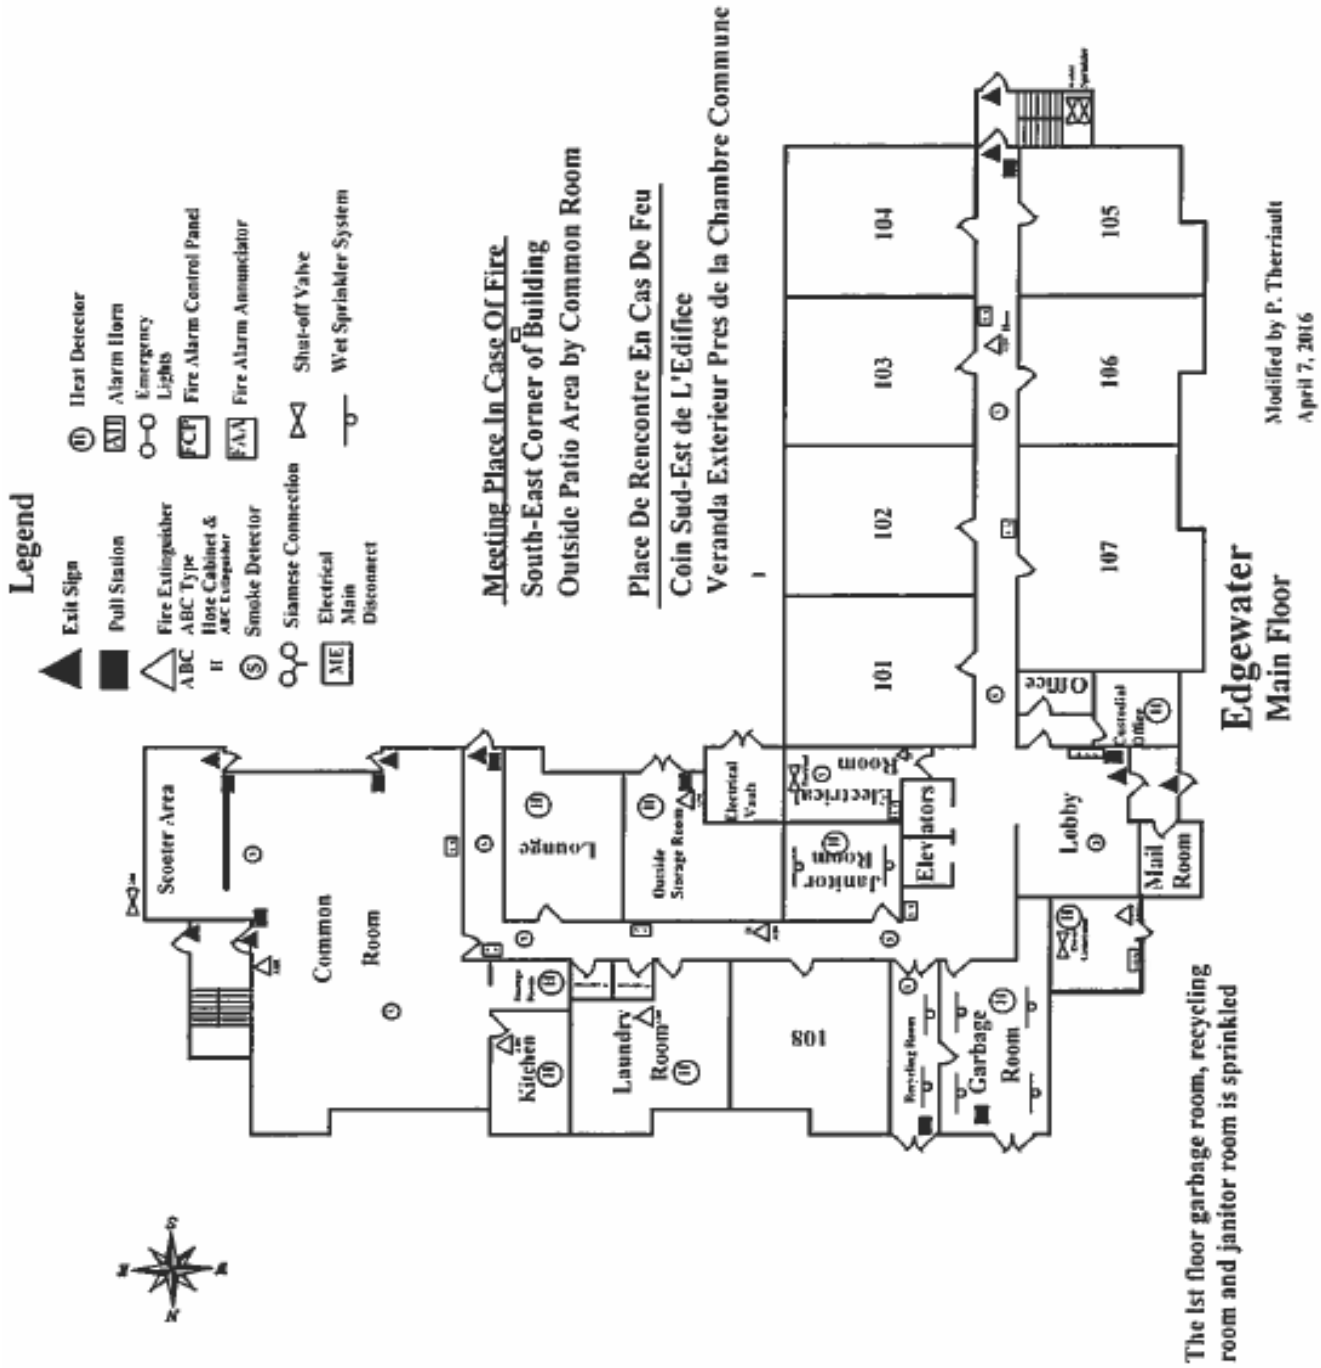 Legend
Exit Sign
Pull Station
Fire Extinguisher
ABC
ABC Type
H
Hose Cabinet &
ABC Extinguisher
S
Smoke Detector
Siamese Connection
ME
Electrical
Main
Disconnect
H
Heat Detector
AH
Alarm Horn
Emergency
Lights
FCP
Fire Alarm Control Panel
FAA
Fire Alarm Annunciator
Shut-off Valve
Wet Sprinkler System
Meeting Place In Case Of Fire
South-East Corner of Building
Outside Patio Area by Common Room
Place De Rencontre En Cas De Feu
Coin Sud-Est de L'Edifice
Veranda Exterieur Pres de la Chambre Commune
Scooter Area
Common
Room
Lounge
H
Outside
Storage Room
H
Electrical
Vault
Electrical
Room
Janitor
Room
H
Elevators
Kitchen
H
H
Laundry
Room
H
108
Recycling Room
Garbage
Room
H
Lobby
Mail
Room
H
Office
Custodial
Office
H
101
102
103
104
105
106
107
Edgewater
Main Floor
Modified by P. Therriault
April 7, 2016
The 1st floor garbage room, recycling
room and janitor room is sprinkled
N
S